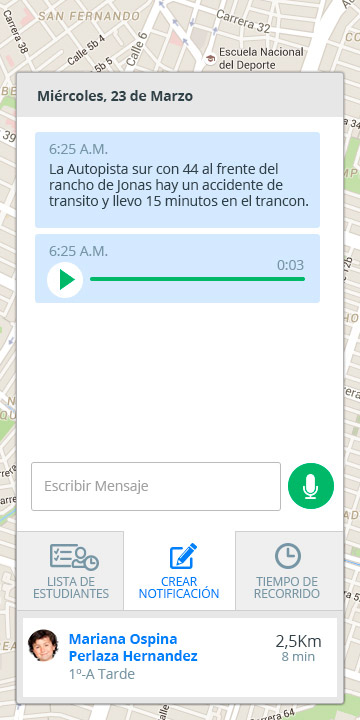 SAN FERNANDO
Carrera 32
Carrera 38
Calle 5b 4
Calle 6
Calle 5b 5
Escuela Nacional
del Deporte
Miércoles, 23 de Marzo
6:25 A.M.
La Autopista sur con 44 al frente del
rancho de Jonas hay un accidente de
transito y llevo 15 minutos en el trancon.
6:25 A.M.
0:03
Escribir Mensaje
LISTA DE
ESTUDIANTES
CREAR
NOTIFICACIÓN
TIEMPO DE
RECORRIDO
Mariana Ospina
Perlaza Hernandez
1º-A Tarde
2,5Km
8 min
Carrera 64